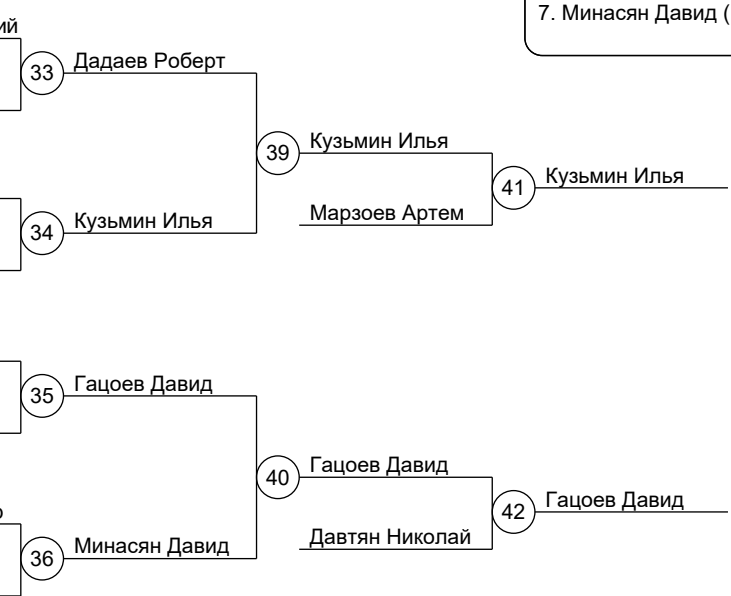 7. Минасян Давид (
ий
33 Дадаев Роберт
39 Кузьмин Илья
41 Кузьмин Илья
Марзоев Артем
34 Кузьмин Илья
35 Гацоев Давид
40 Гацоев Давид
42 Гацоев Давид
Давтян Николай
36 Минасян Давид